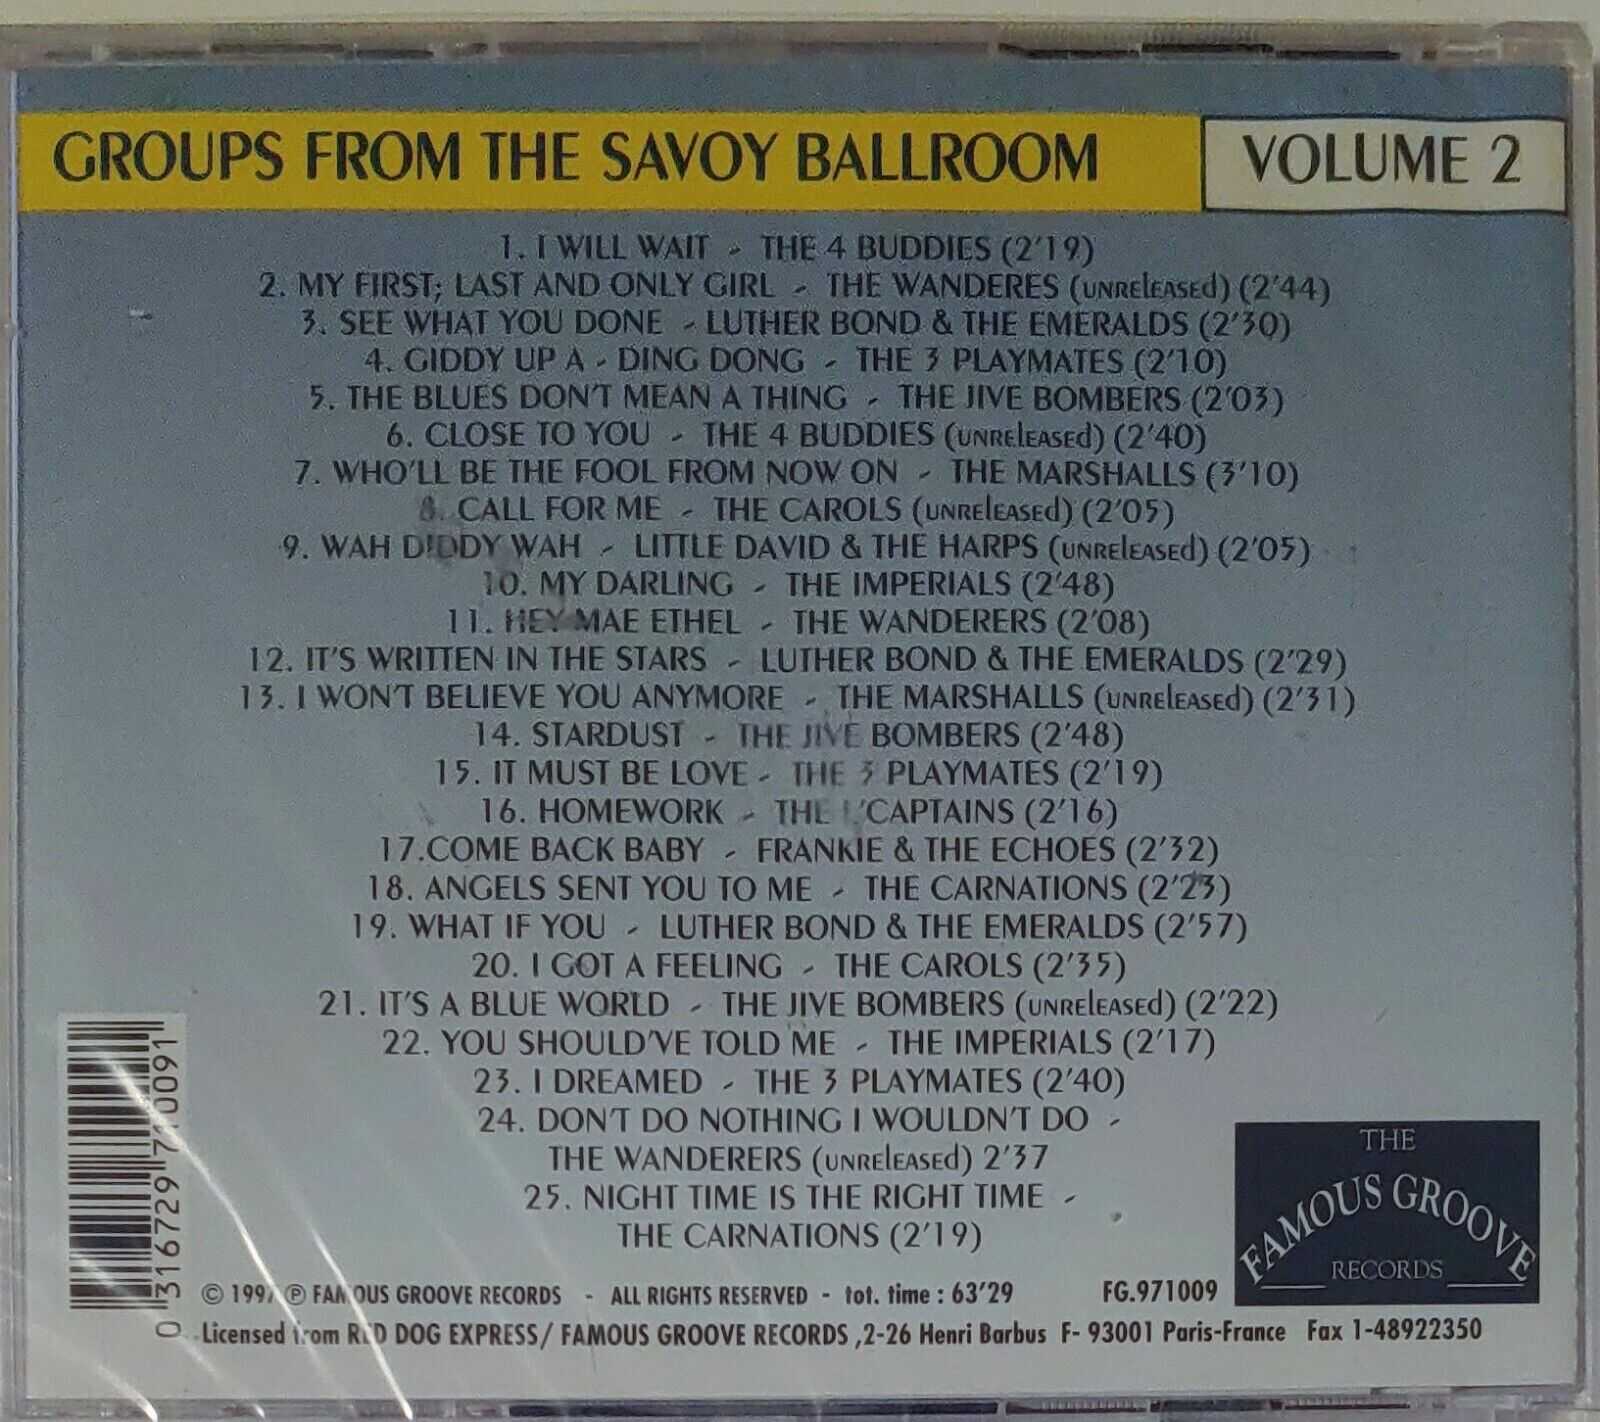 GROUPS FROM THE SAVOY BALLROOM VOLUME 2
1. I WILL WAIT - THE 4 BUDDIES (2'19)
2. MY FIRST; LAST AND ONLY GIRL - THE WANDERES (UNRElEASEd) (2'44)
3. SEE WHAT YOU DONE - LUTHER BOND & THE EMERALDS (2'30)
4. GIDDY UP A - DING DONG - THE 3 PLAYMATES (2'10)
5. THE BLUES DON'T MEAN A THING - THE JIVE BOMBERS (2'03)
6. CLOSE TO YOU - THE 4 BUDDIES (UNRElEASEd) (2'40)
7. WHO'LL BE THE FOOL FROM NOW ON - THE MARSHALLS (3'10)
8. CALL FOR ME - THE CAROLS (UNRElEASEd) (2'05)
9. WAH DIDDY WAH - LITTLE DAVID & THE HARPS (UNRElEASEd) (2'05)
10. MY DARLING - THE IMPERIALS (2'48)
11. HEY MAE ETHEL - THE WANDERERS (2'08)
12. IT'S WRITTEN IN THE STARS - LUTHER BOND & THE EMERALDS (2'29)
13. I WON'T BELIEVE YOU ANYMORE - THE MARSHALLS (UNRElEASEd) (2'31)
14. STARDUST - THE JIVE BOMBERS (2'48)
15. IT MUST BE LOVE - THE 3 PLAYMATES (2'19)
16. HOMEWORK - THE CAPTAINS (2'16)
17.COME BACK BABY - FRANKIE & THE ECHOES (2'32)
18. ANGELS SENT YOU TO ME - THE CARNATIONS (2'23)
19. WHAT IF YOU - LUTHER BOND & THE EMERALDS (2'57)
20. I GOT A FEELING - THE CAROLS (2'35)
21. IT'S A BLUE WORLD - THE JIVE BOMBERS (UNRElEASEd) (2'22)
22. YOU SHOULD'VE TOLD ME - THE IMPERIALS (2'17)
23. I DREAMED - THE 3 PLAYMATES (2'40)
24. DON'T DO NOTHING I WOULDN'T DO -
THE WANDERERS (UNRElEASEd) 2'37
25. NIGHT TIME IS THE RIGHT TIME -
THE CARNATIONS (2'19)
0 316729 710091
THE
FAMOUS GROOVE
RECORDS
© 1997 ℗ FAMOUS GROOVE RECORDS - ALL RIGHTS RESERVED - tot. time : 63'29 FG.971009
Licensed from RED DOG EXPRESS/ FAMOUS GROOVE RECORDS ,2-26 Henri Barbus F- 93001 Paris-France Fax 1-48922350